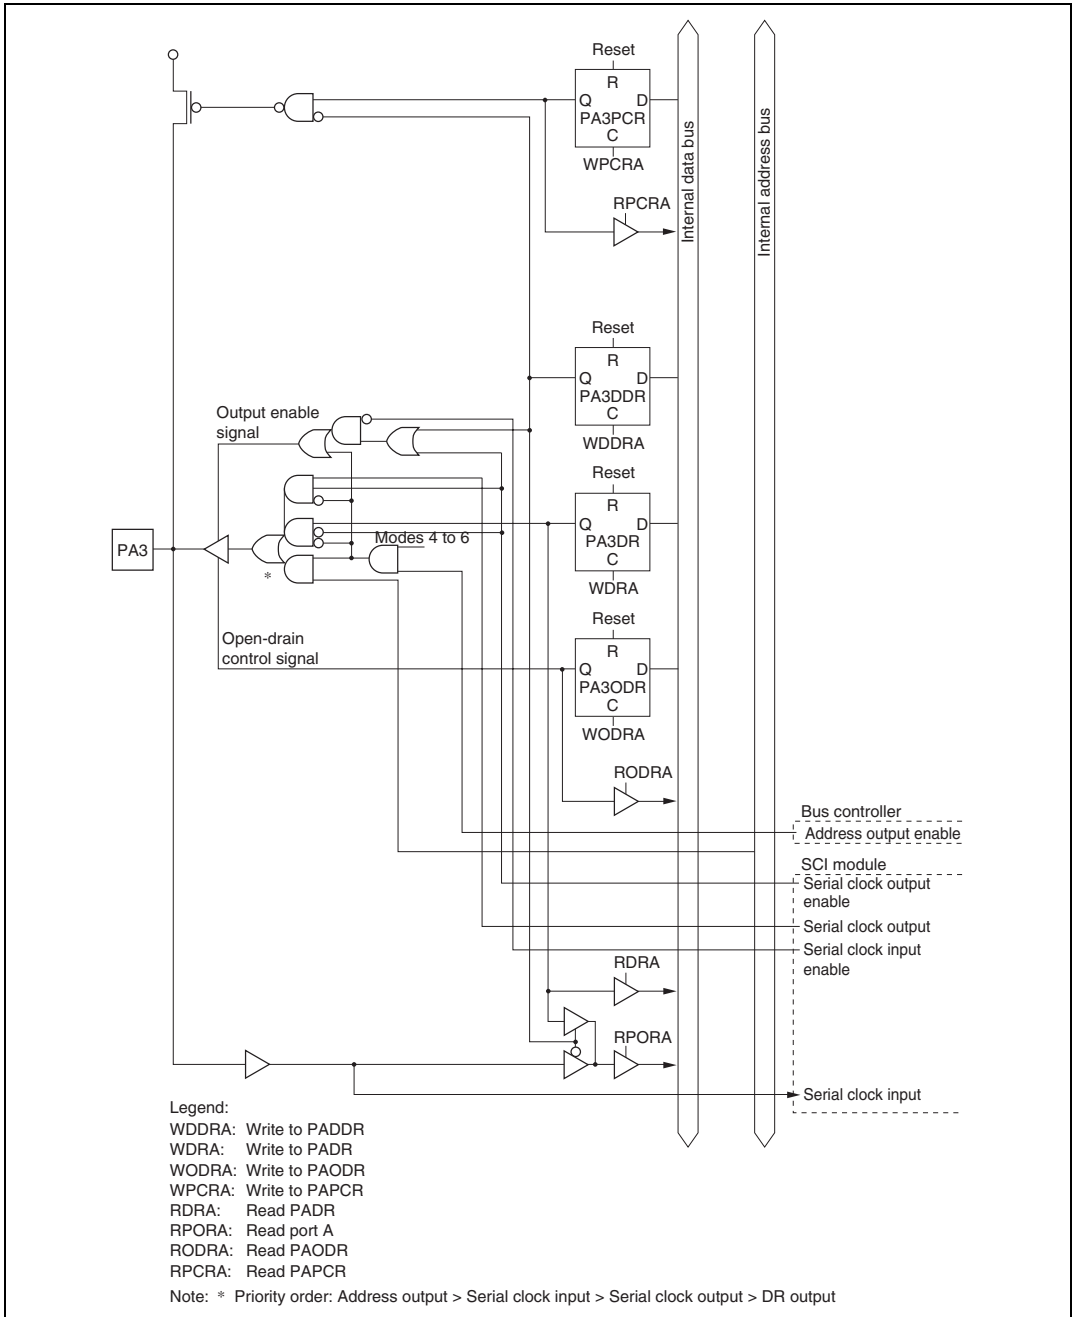 Reset
R
Q D
PA3PCR
C
WPCRA
RPCRA
Internal data bus
Internal address bus
Reset
R
Q D
PA3DDR
C
WDDRA
Output enable
signal
Reset
R
Q D
PA3DR
C
WDRA
Modes 4 to 6
PA3
*
Reset
R
Q D
PA3ODR
C
WODRA
Open-drain
control signal
RODRA
Bus controller
Address output enable
SCI module
Serial clock output
enable
Serial clock output
Serial clock input
enable
RDRA
RPORA
Serial clock input
Legend:
WDDRA: Write to PADDR
WDRA: Write to PADR
WODRA: Write to PAODR
WPCRA: Write to PAPCR
RDRA: Read PADR
RPORA: Read port A
RODRA: Read PAODR
RPCRA: Read PAPCR
Note: * Priority order: Address output > Serial clock input > Serial clock output > DR output